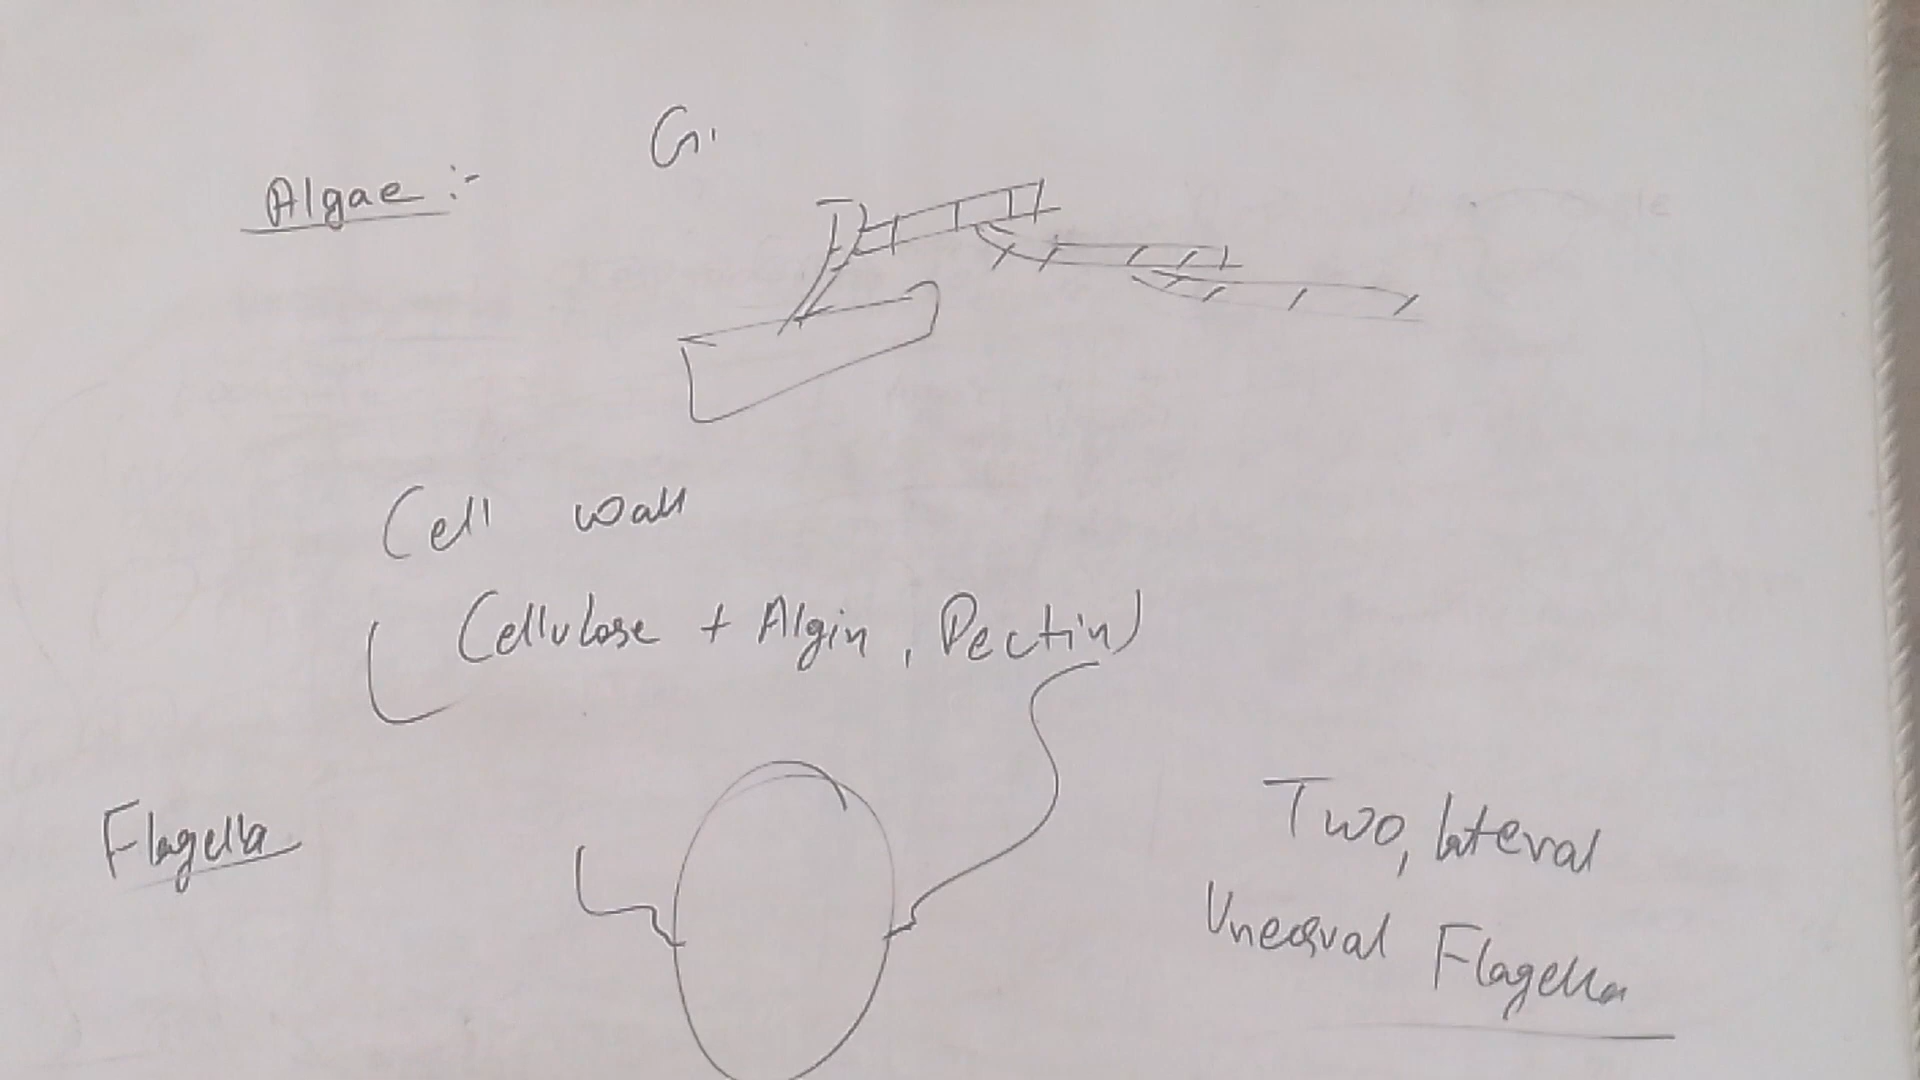 G.
Algae :-
Cell wall
(Cellulose + Algin, Pectin)
Flagella
Two, lateral
Unequal Flagella